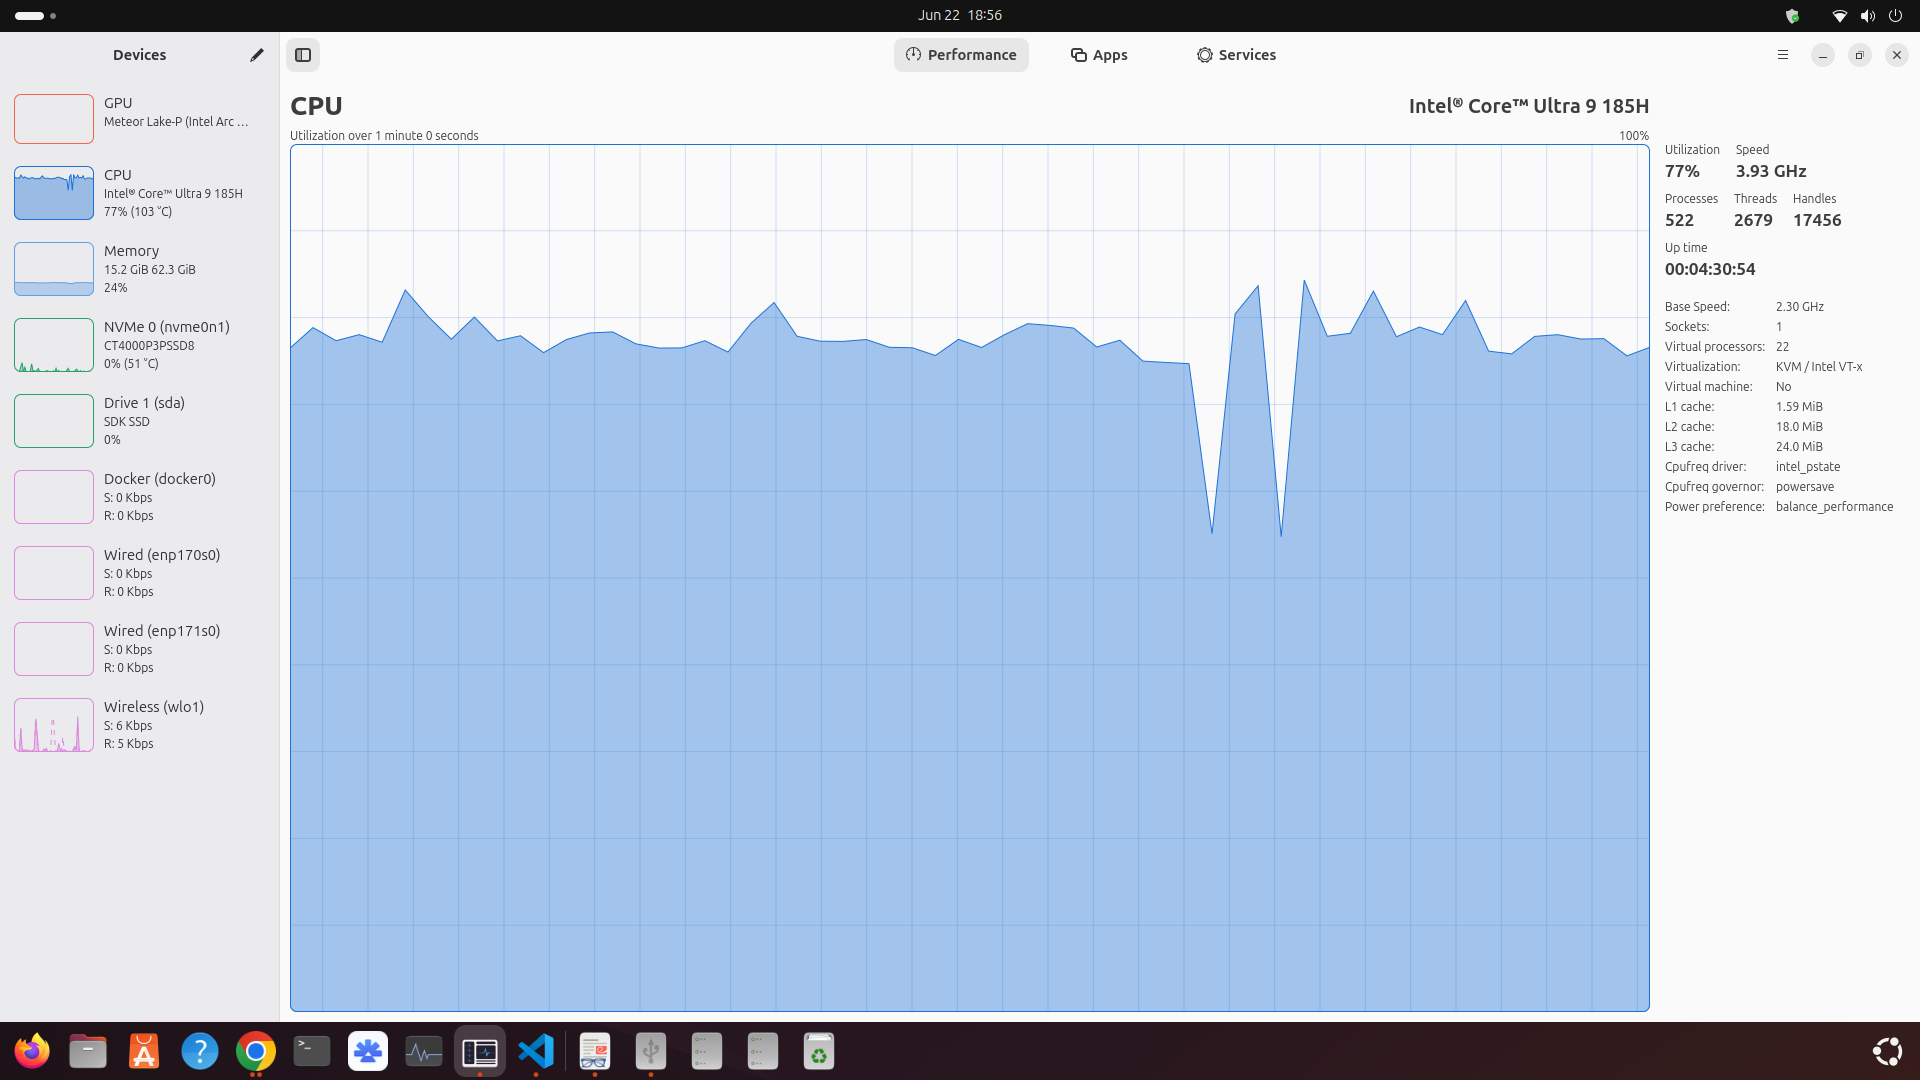 Jun 22 18:56
Devices
Performance
Apps
Services
GPU
Meteor Lake-P (Intel Arc ...
CPU
Intel® Core™ Ultra 9 185H
77% (103 °C)
Memory
15.2 GiB 62.3 GiB
24%
NVMe 0 (nvme0n1)
CT4000P3PSSD8
0% (51 °C)
Drive 1 (sda)
SDK SSD
0%
Docker (docker0)
S: 0 Kbps
R: 0 Kbps
Wired (enp170s0)
S: 0 Kbps
R: 0 Kbps
Wired (enp171s0)
S: 0 Kbps
R: 0 Kbps
Wireless (wlo1)
S: 6 Kbps
R: 5 Kbps
CPU
Intel® Core™ Ultra 9 185H
Utilization over 1 minute 0 seconds
100%
Utilization Speed
77% 3.93 GHz
Processes Threads Handles
522 2679 17456
Up time
00:04:30:54
Base Speed: 2.30 GHz
Sockets: 1
Virtual processors: 22
Virtualization: KVM / Intel VT-x
Virtual machine: No
L1 cache: 1.59 MiB
L2 cache: 18.0 MiB
L3 cache: 24.0 MiB
Cpufreq driver: intel_pstate
Cpufreq governor: powersave
Power preference: balance_performance